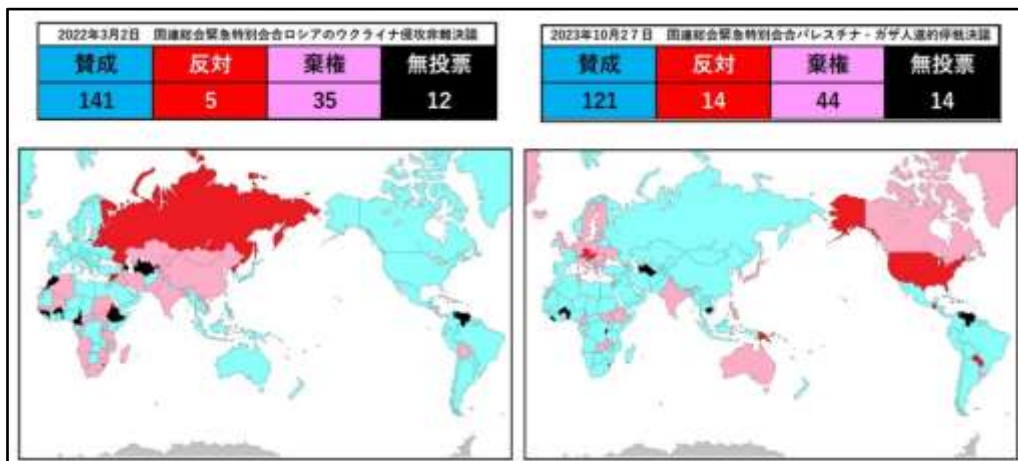 2022年3月2日 国連総会緊急特別会合ロシアのウクライナ侵攻非難決議
賛成 反対 棄権 無投票
141 5 35 12
2023年10月27日 国連総会緊急特別会合パレスチナ・ガザ人道的停戦決議
賛成 反対 棄権 無投票
121 14 44 14